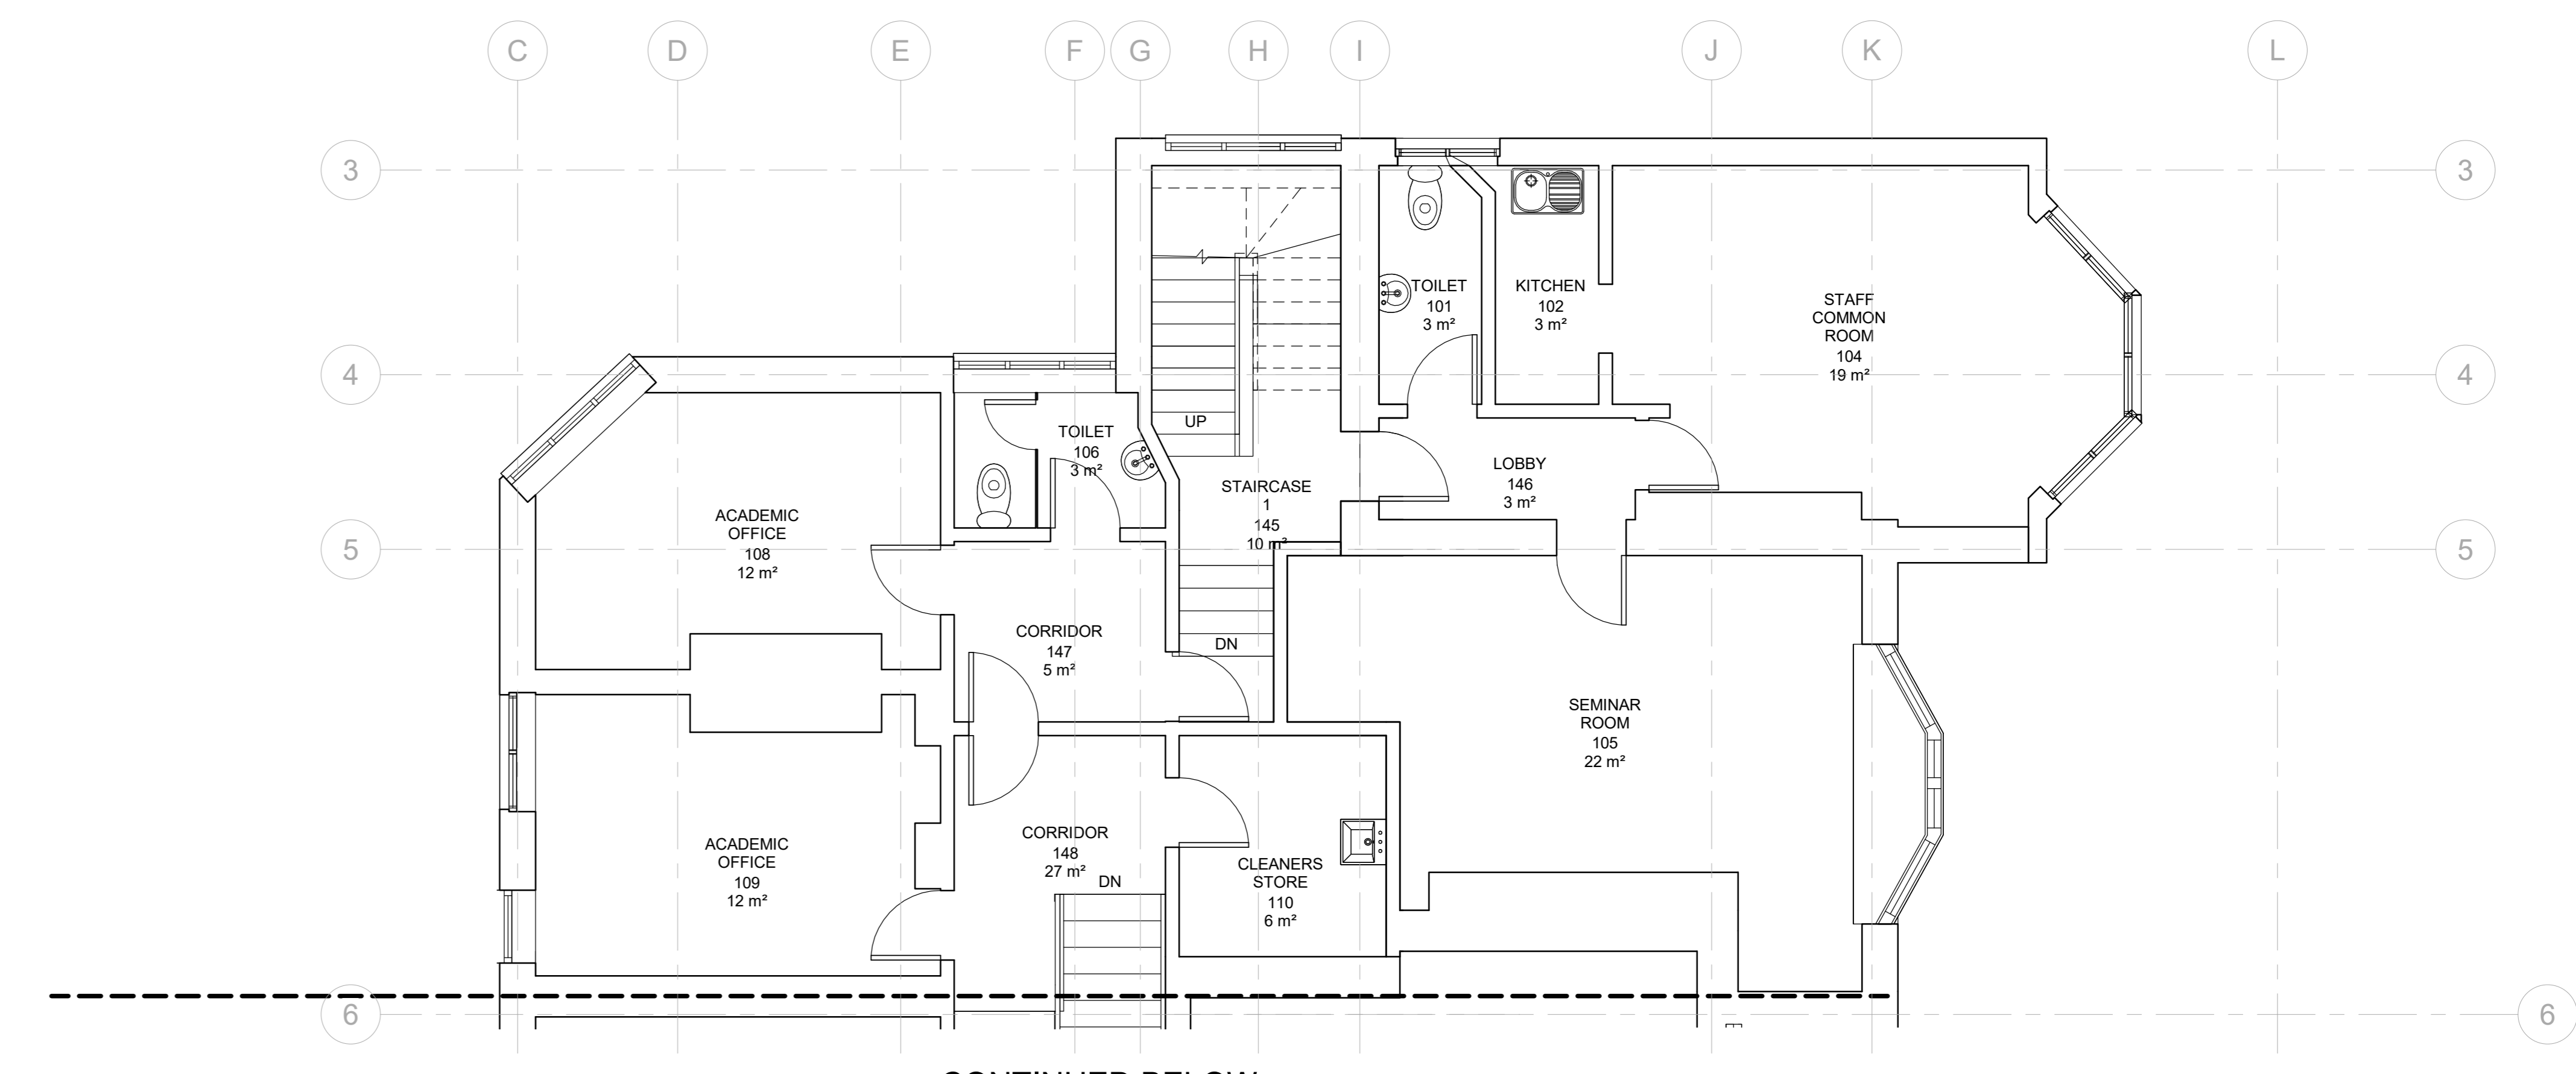 C D E F G H I J K L
3 3
TOILET
101
3 m²
KITCHEN
102
3 m²
STAFF
COMMON
ROOM
104
19 m²
4 4
UP
TOILET
106
3 m²
LOBBY
146
3 m²
STAIRCASE
1
145
10 m²
ACADEMIC
OFFICE
108
12 m²
5 5
CORRIDOR
147
5 m²
DN
SEMINAR
ROOM
105
22 m²
ACADEMIC
OFFICE
109
12 m²
CORRIDOR
148
27 m²
DN
CLEANERS
STORE
110
6 m²
6 6
CONTINUED BELOW